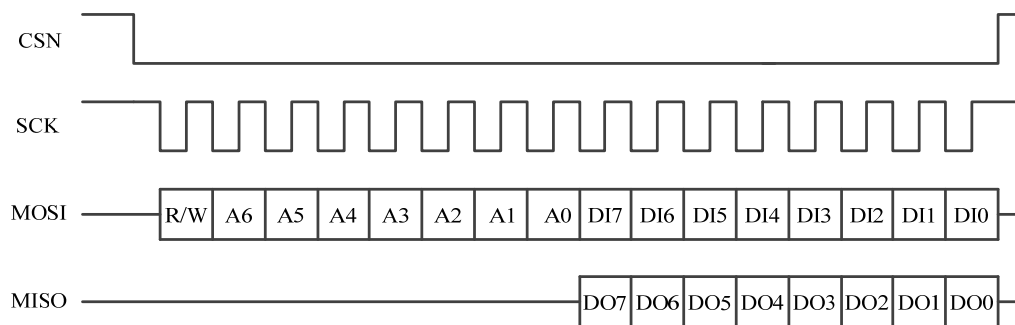 CSN
SCK
MOSI R/W A6 A5 A4 A3 A2 A1 A0 DI7 DI6 DI5 DI4 DI3 DI2 DI1 DI0
MISO DO7 DO6 DO5 DO4 DO3 DO2 DO1 DO0